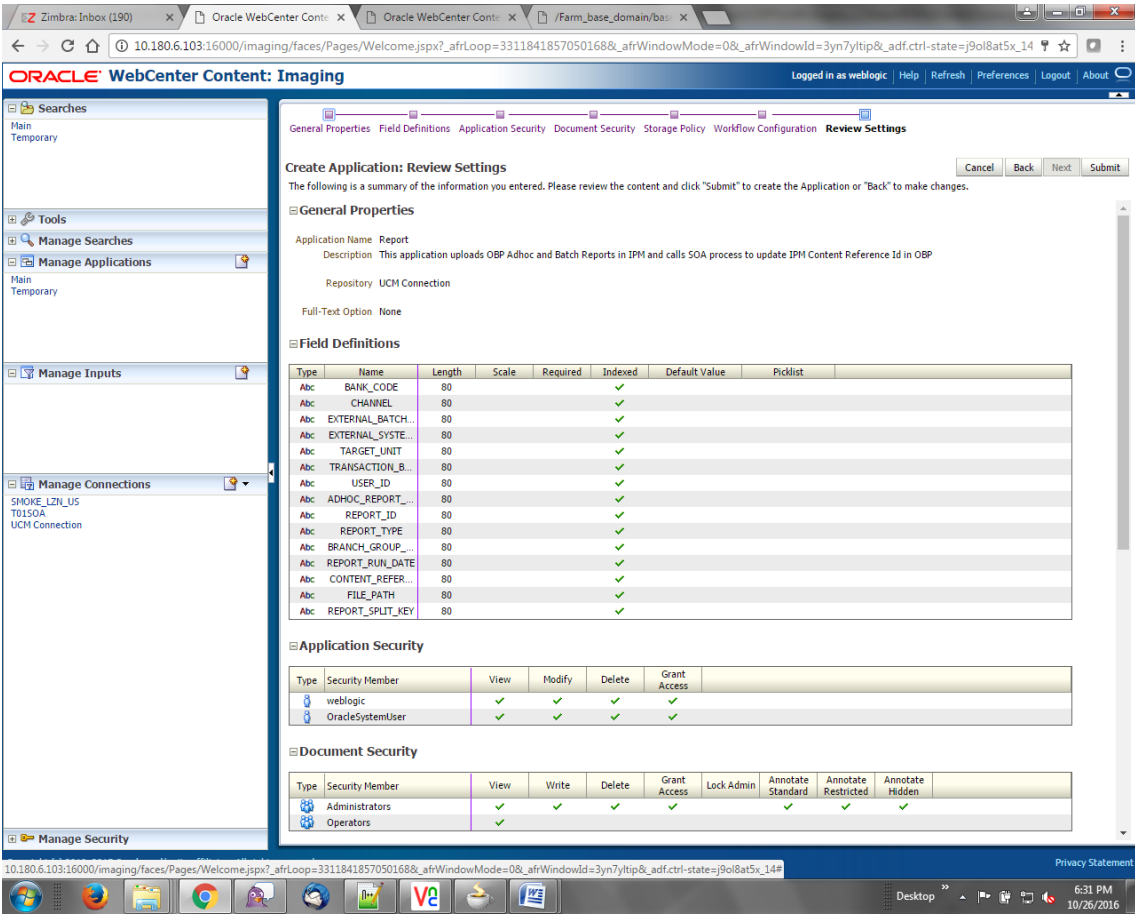 Zimbra: Inbox (190)
Oracle WebCenter Conte
Oracle WebCenter Conte
/Farm_base_domain/base
10.180.6.103:16000/imaging/faces/Pages/Welcome.jspx?_afrLoop=33118418570501688&_afrWindowMode=0&_afrWindowId=3yn7yltip&_adf.ctrl-state=j9ol8at5x_14
ORACLE WebCenter Content: Imaging
Logged in as weblogic Help Refresh Preferences Logout About
Searches
Main
Temporary
Tools
Manage Searches
Manage Applications
Main
Temporary
Manage Inputs
Manage Connections
SMOKE_LZN_US
T01SOA
UCM Connection
Manage Security
General Properties Field Definitions Application Security Document Security Storage Policy Workflow Configuration Review Settings
Create Application: Review Settings
Cancel Back Next Submit
The following is a summary of the information you entered. Please review the content and click "Submit" to create the Application or "Back" to make changes.
General Properties
Application Name Report
Description This application uploads OBP Adhoc and Batch Reports in IPM and calls SOA process to update IPM Content Reference Id in OBP
Repository UCM Connection
Full-Text Option None
Field Definitions
Type Name Length Scale Required Indexed Default Value Picklist
Abc BANK_CODE 80
Abc CHANNEL 80
Abc EXTERNAL_BATCH... 80
Abc EXTERNAL_SYSTE... 80
Abc TARGET_UNIT 80
Abc TRANSACTION_B... 80
Abc USER_ID 80
Abc ADHOC_REPORT_... 80
Abc REPORT_ID 80
Abc REPORT_TYPE 80
Abc BRANCH_GROUP_... 80
Abc REPORT_RUN_DATE 80
Abc CONTENT_REFER... 80
Abc FILE_PATH 80
Abc REPORT_SPLIT_KEY 80
Application Security
Type Security Member View Modify Delete Grant Access
weblogic
OracleSystemUser
Document Security
Type Security Member View Write Delete Grant Access Lock Admin Annotate Standard Annotate Restricted Annotate Hidden
Administrators
Operators
Privacy Statement
10.180.6.103:16000/imaging/faces/Pages/Welcome.jspx?_afrLoop=33118418570501688&_afrWindowMode=0&_afrWindowId=3yn7yltip&_adf.ctrl-state=j9ol8at5x_14#
Desktop
6:31 PM
10/26/2016